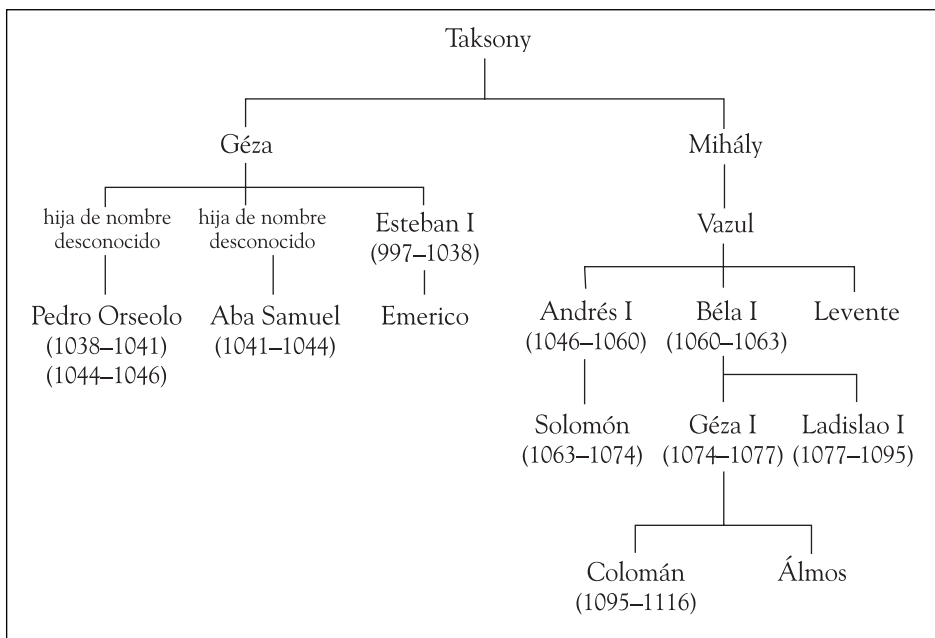 Taksony
Géza
Mihály
hija de nombre
desconocido
hija de nombre
desconocido
Esteban I
(997–1038)
Vazul
Pedro Orseolo
(1038–1041)
(1044–1046)
Aba Samuel
(1041–1044)
Emerico
Andrés I
(1046–1060)
Béla I
(1060–1063)
Levente
Solomón
(1063–1074)
Géza I
(1074–1077)
Ladislao I
(1077–1095)
Colomán
(1095–1116)
Álmos